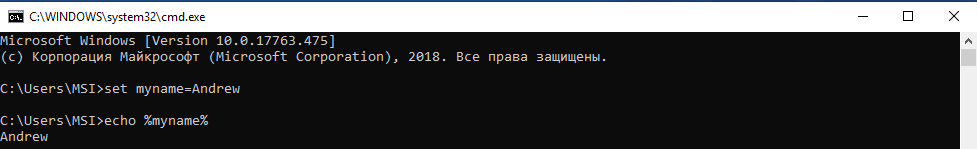 C:\WINDOWS\system32\cmd.exe
Microsoft Windows [Version 10.0.17763.475]
(c) Корпорация Майкрософт (Microsoft Corporation), 2018. Все права защищены.
C:\Users\MSI>set myname=Andrew
C:\Users\MSI>echo %myname%
Andrew